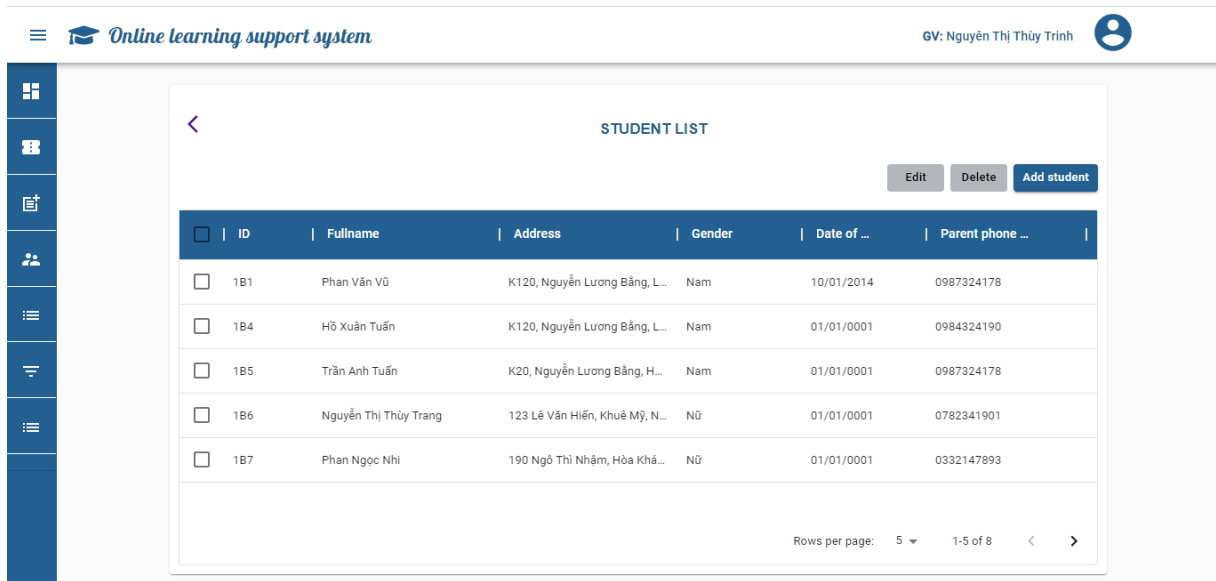 Online learning support system
GV: Nguyên Thị Thùy Trinh
STUDENT LIST
Edit Delete Add student
| ID | Fullname | Address | Gender | Date of ... | Parent phone ... |
1B1 Phan Văn Vũ K120, Nguyễn Lương Bằng, L... Nam 10/01/2014 0987324178
1B4 Hồ Xuân Tuấn K120, Nguyễn Lương Bằng, L... Nam 01/01/0001 0984324190
1B5 Trần Anh Tuấn K20, Nguyễn Lương Bằng, H... Nam 01/01/0001 0987324178
1B6 Nguyễn Thị Thùy Trang 123 Lê Văn Hiến, Khuê Mỹ, N... Nữ 01/01/0001 0782341901
1B7 Phan Ngọc Nhi 190 Ngô Thì Nhậm, Hòa Khá... Nữ 01/01/0001 0332147893
Rows per page: 5 1-5 of 8